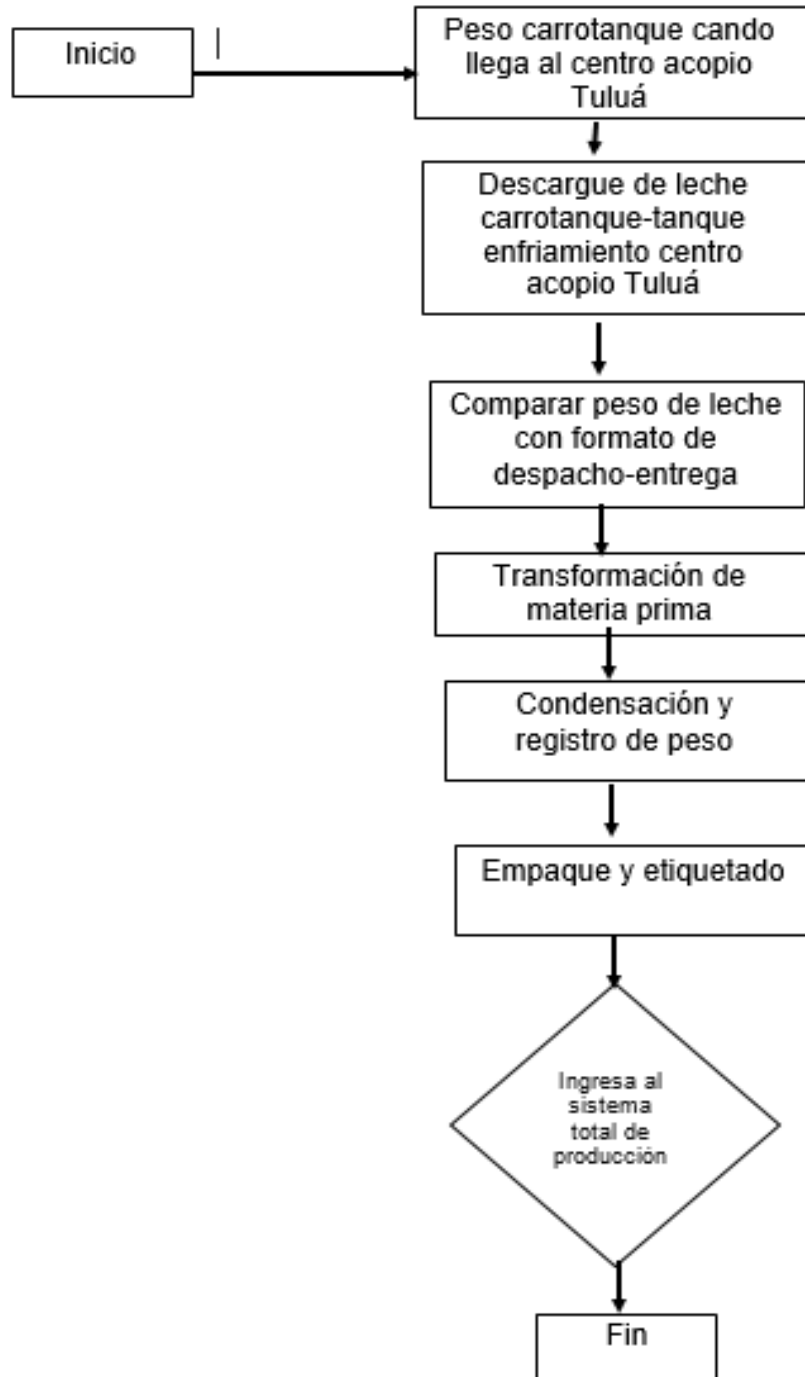 Inicio
Peso carrotanque cando
llega al centro acopio
Tuluá
Descargue de leche
carrotanque-tanque
enfriamiento centro
acopio Tuluá
Comparar peso de leche
con formato de
despacho-entrega
Transformación de
materia prima
Condensación y
registro de peso
Empaque y etiquetado
Ingresa al
sistema
total de
producción
Fin